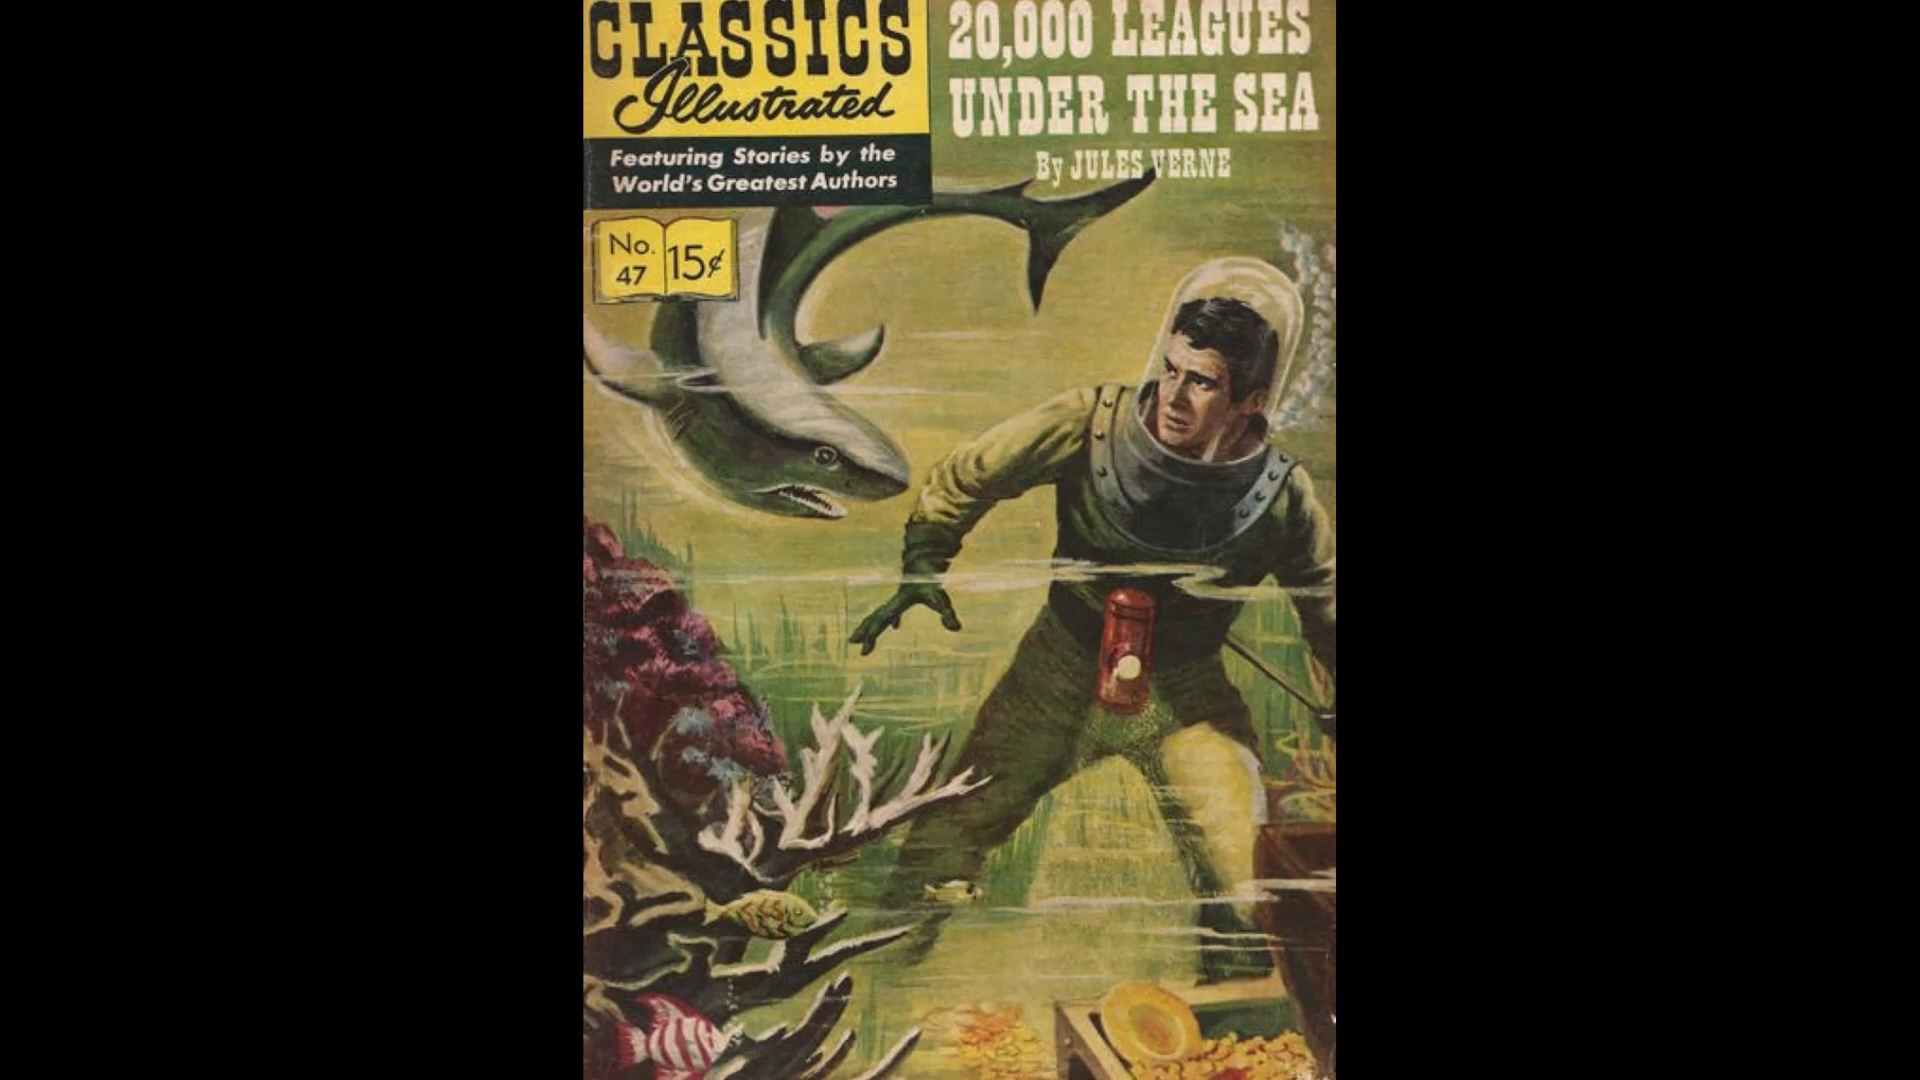 CLASSICS
Illustrated
Featuring Stories by the
World's Greatest Authors
No.
47
15¢
20,000 LEAGUES
UNDER THE SEA
By JULES VERNE